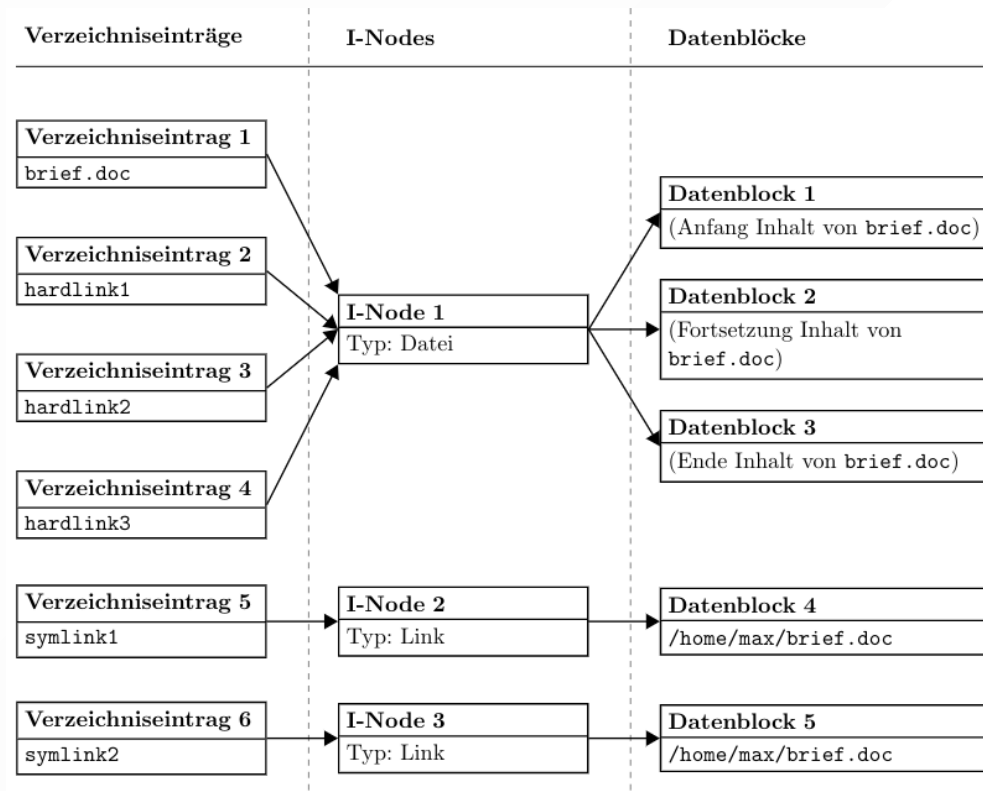 Verzeichniseinträge
I-Nodes
Datenblöcke
Verzeichniseintrag 1
brief.doc
Verzeichniseintrag 2
hardlink1
Verzeichniseintrag 3
hardlink2
Verzeichniseintrag 4
hardlink3
Verzeichniseintrag 5
symlink1
Verzeichniseintrag 6
symlink2
I-Node 1
Typ: Datei
I-Node 2
Typ: Link
I-Node 3
Typ: Link
Datenblock 1
(Anfang Inhalt von brief.doc)
Datenblock 2
(Fortsetzung Inhalt von
brief.doc)
Datenblock 3
(Ende Inhalt von brief.doc)
Datenblock 4
/home/max/brief.doc
Datenblock 5
/home/max/brief.doc